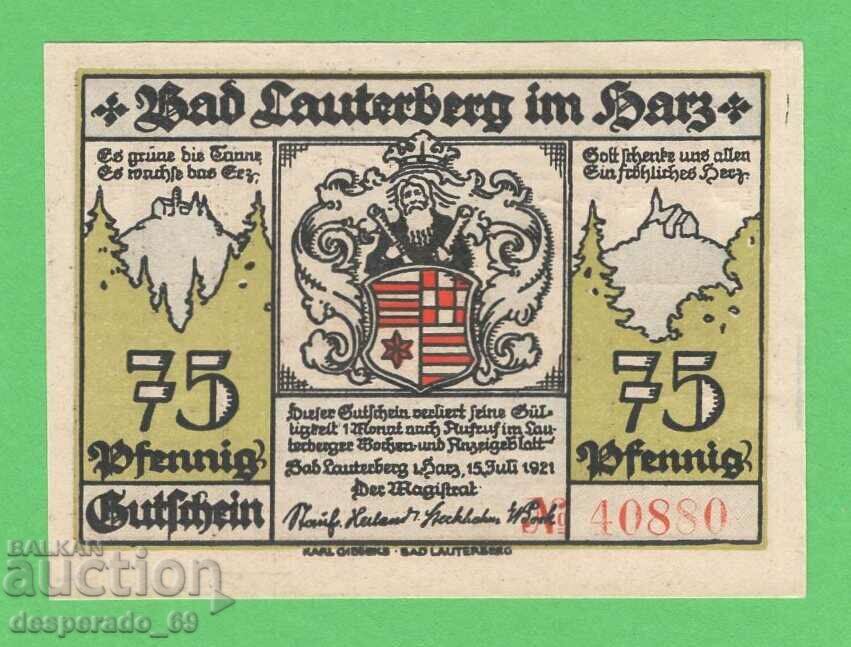 Bad Lauterberg im Harz
Es grüne die Tanne,
Es wachse das Erz,
Gott schenke uns allen
Ein fröhliches Herz.
75
Pfennig
75
Pfennig
Dieser Gutschein verliert seine Gül-
tigkeit 1 Monat nach Aufruf im Lau-
terberger Wochen- und Anzeigeblatt
Bad Lauterberg i. Harz, 15. Juli 1921
Der Magistrat
Gutschein
No 40880
KARL BAD LAUTERBERG
BALKAN
auction
desperado_69